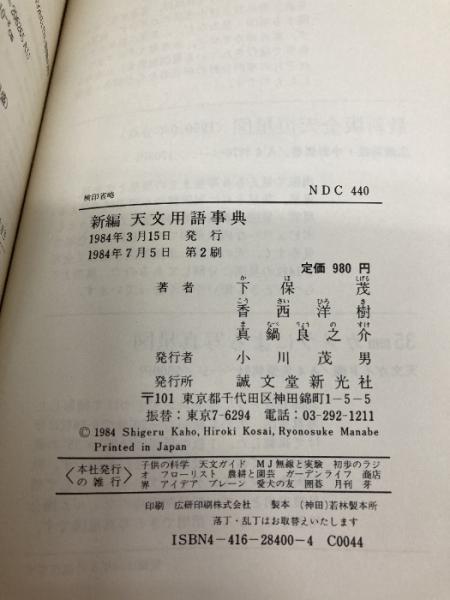 検印省略
NDC 440
新編 天文用語事典
1984年3月15日 発行
1984年7月5日 第2刷
定価 980 円
著者 下保茂
香西洋樹
真鍋良之介
発行者 小川茂男
発行所 誠文堂新光社
〒101 東京都千代田区神田錦町1-5-5
振替:東京7-6294 電話:03-292-1211
© 1984 Shigeru Kaho, Hiroki Kosai, Ryonosuke Manabe
Printed in Japan
〈本社発行の雑行〉
子供の科学 天文ガイド MJ無線と実験 初歩のラジ
オ フローリスト 農耕と園芸 ガーデンライフ 商店
界 アイデア ブレーン 愛犬の友 囲碁 月刊 芽
印刷 広研印刷株式会社 製本 (神田)若林製本所
落丁・乱丁はお取替えいたします
ISBN4-416-28400-4 C0044